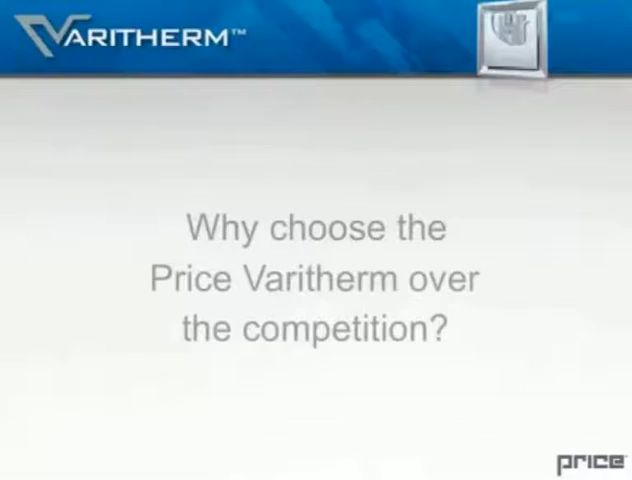 VARITHERM™
Why choose the
Price Varitherm over
the competition?
price